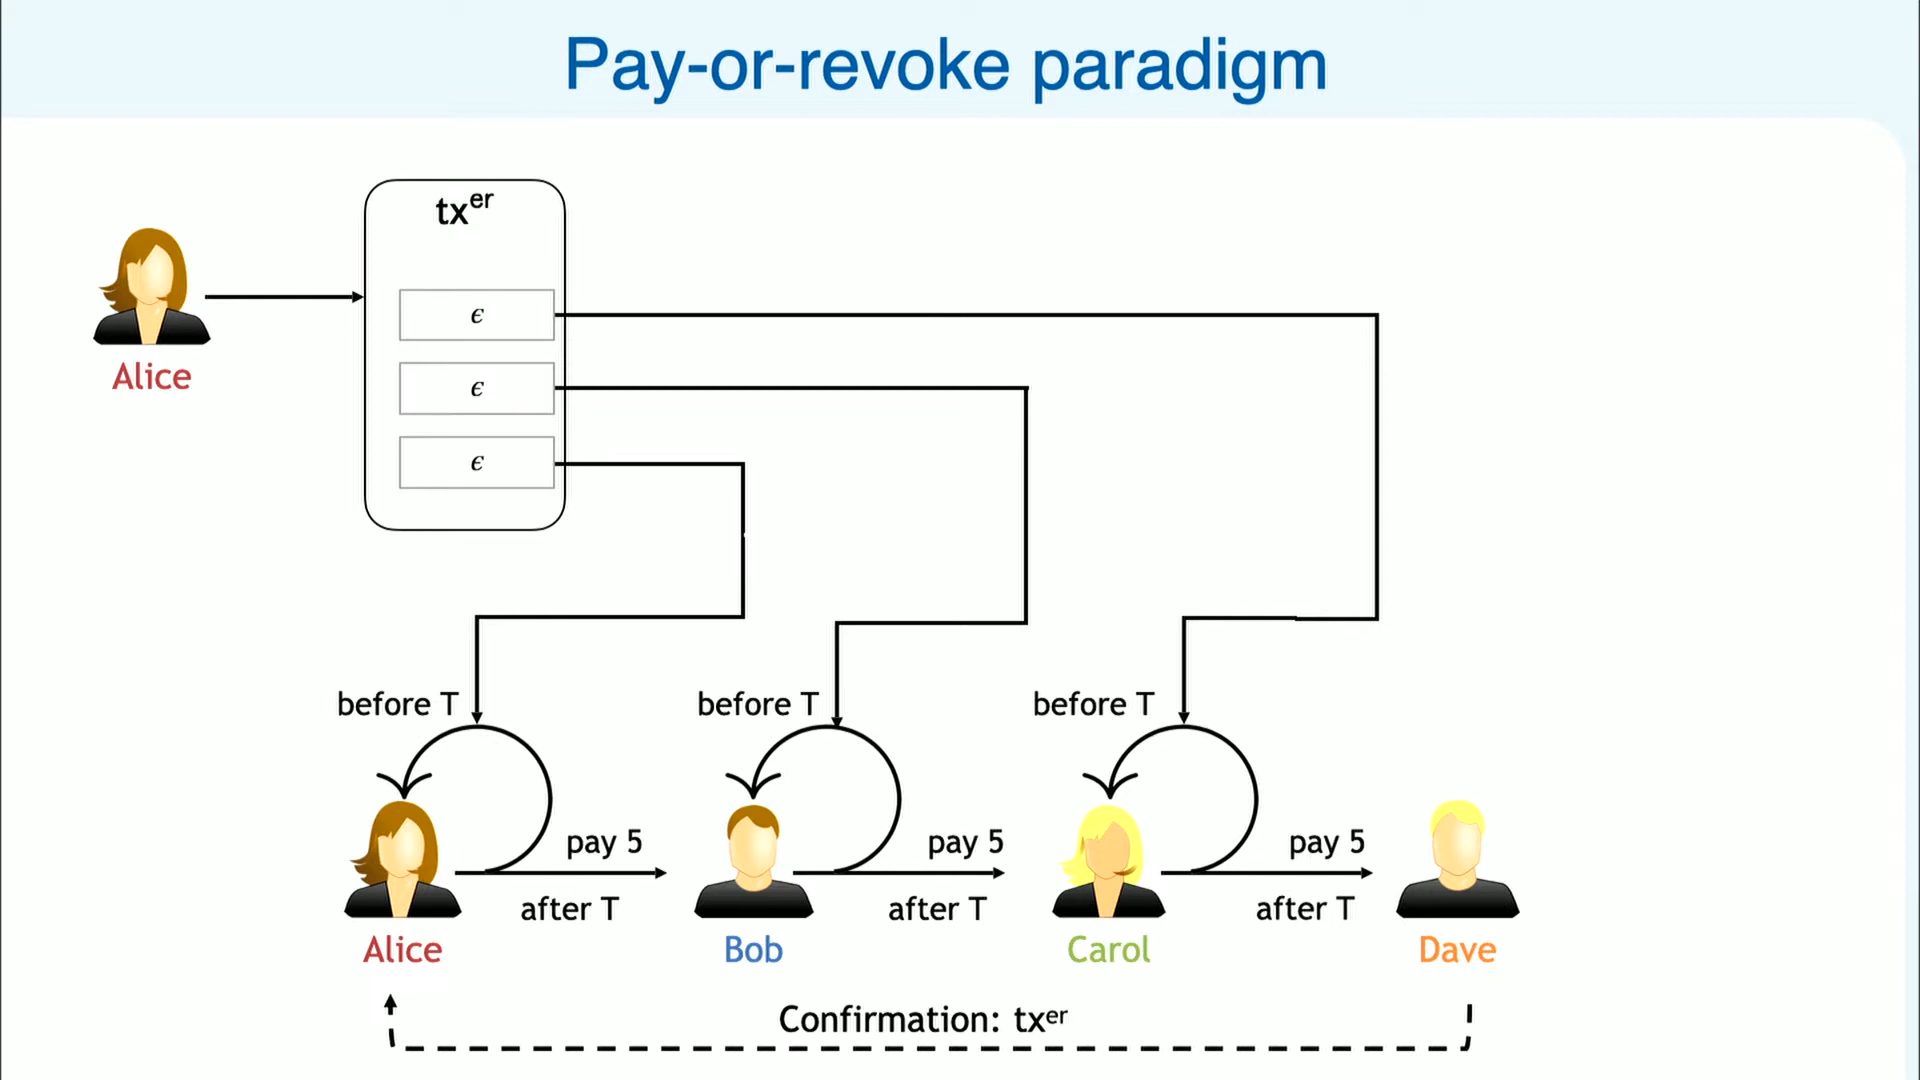 Pay-or-revoke paradigm
tx^er
Alice
ϵ
ϵ
ϵ
before T
before T
before T
pay 5
pay 5
pay 5
after T
after T
after T
Alice
Bob
Carol
Dave
Confirmation: tx^er